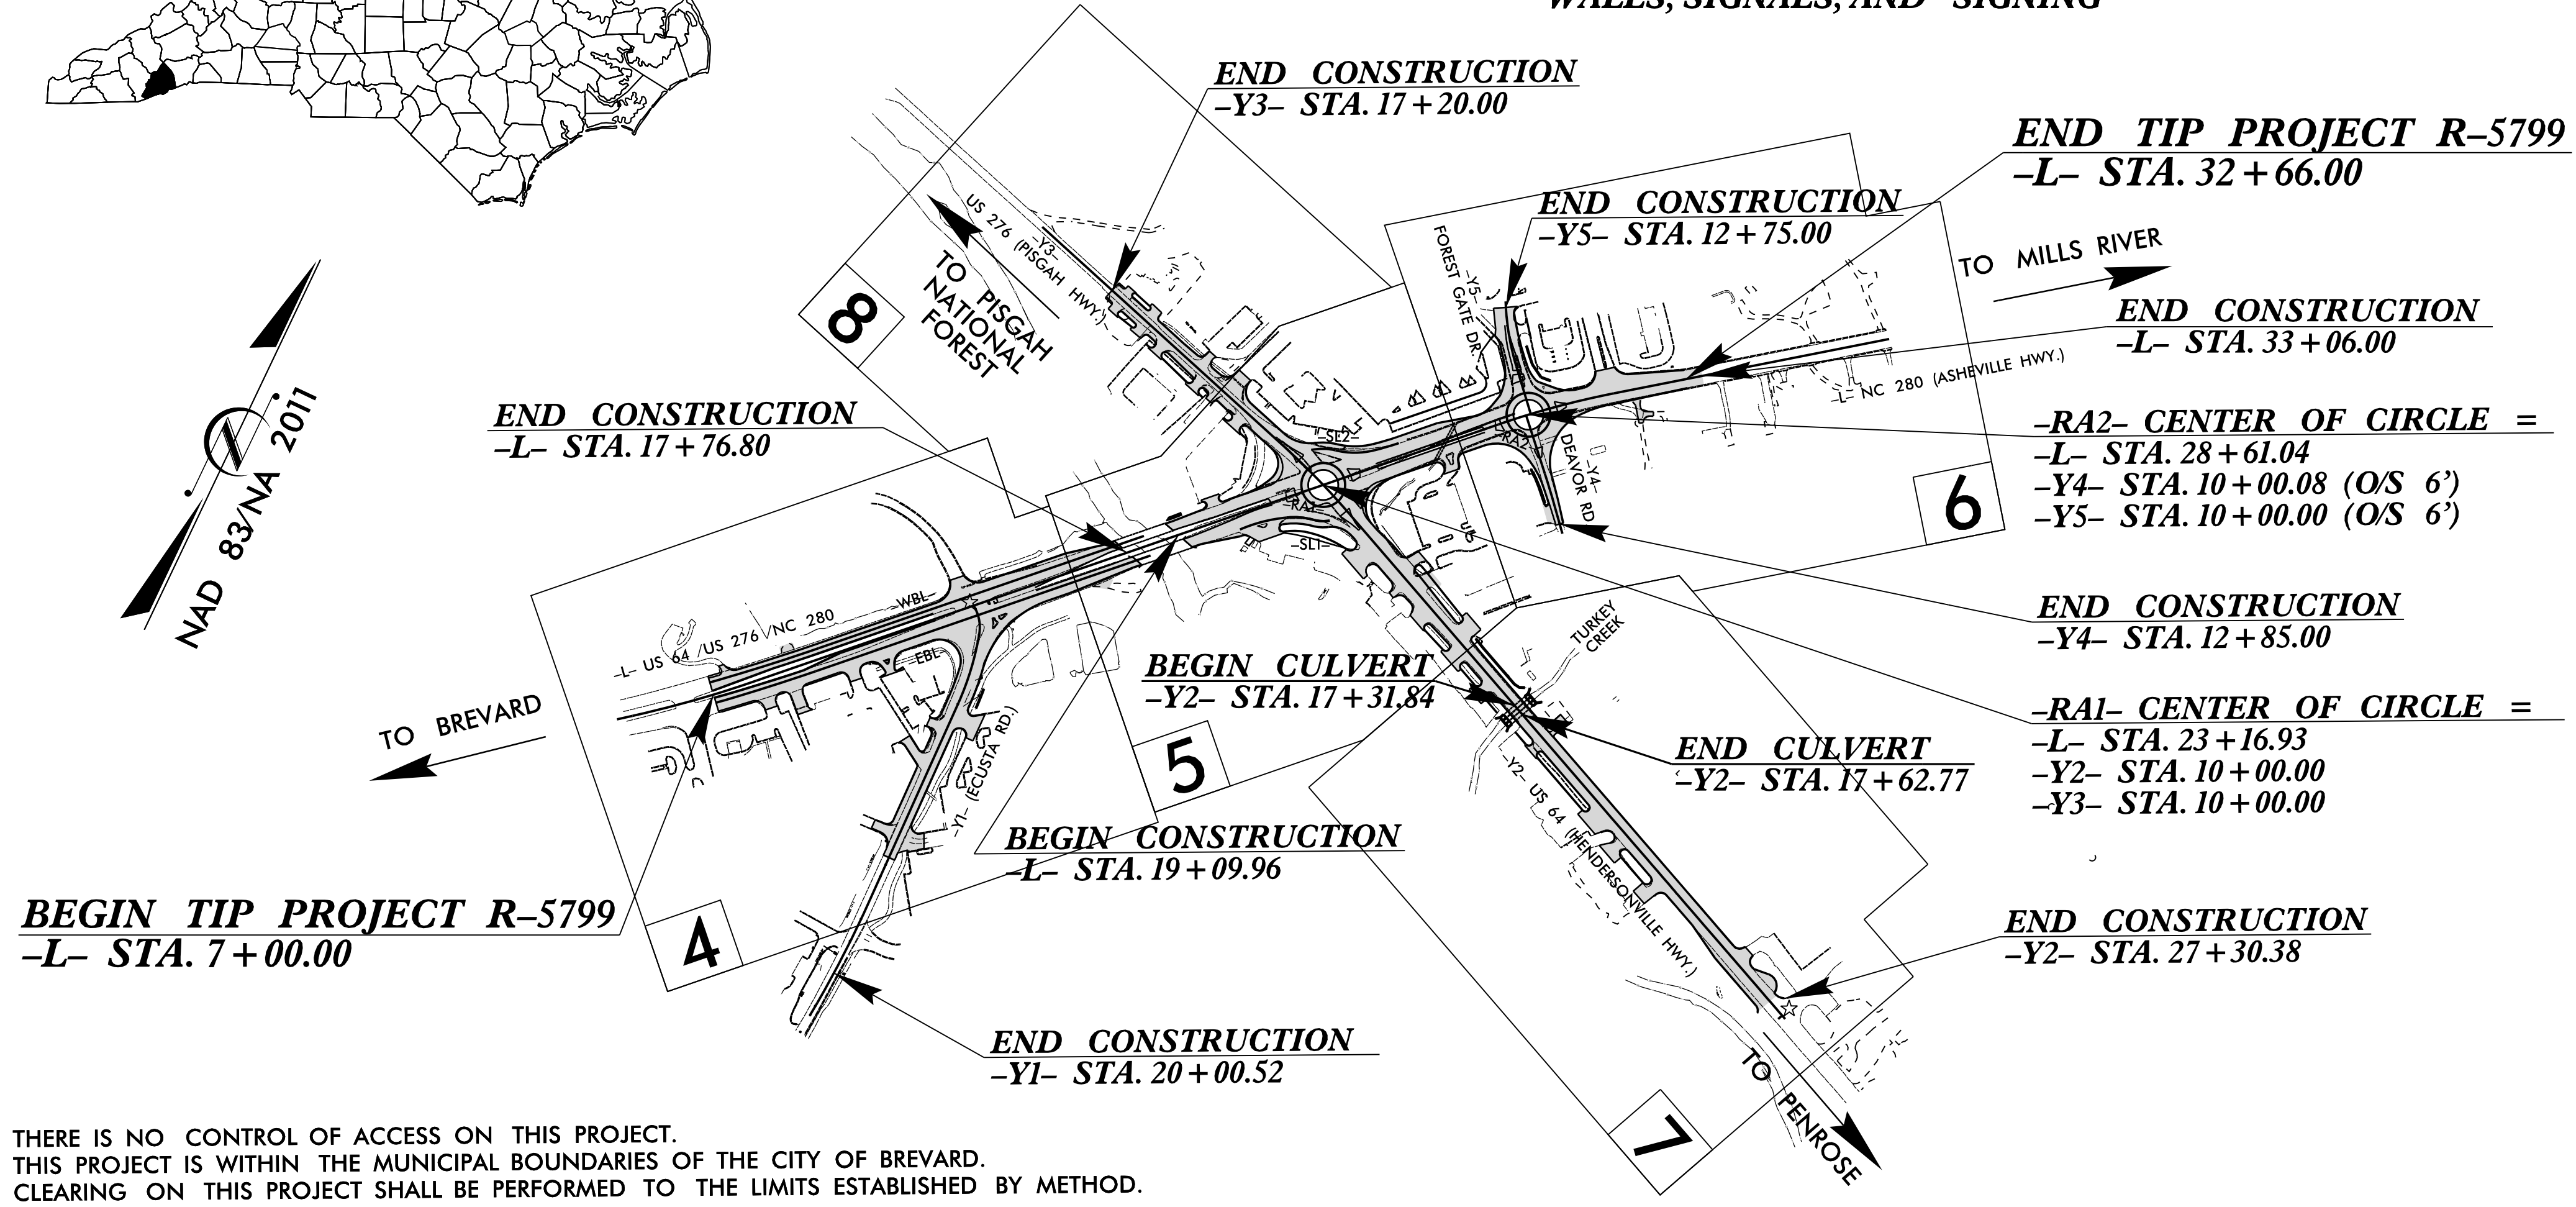 WALLS, SIGNALS, AND SIGNING
END CONSTRUCTION
–Y3– STA. 17+20.00
END TIP PROJECT R–5799
–L– STA. 32+66.00
END CONSTRUCTION
–Y5– STA. 12+75.00
TO MILLS RIVER
END CONSTRUCTION
–L– STA. 33+06.00
–L– NC 280 (ASHEVILLE HWY.)
US 276 (PISGAH HWY.)
–Y3–
TO PISGAH
NATIONAL
FOREST
8
FOREST GATE DR.
–Y5–
NAD 83/NA 2011
END CONSTRUCTION
–L– STA. 17+76.80
–SL2–
–RA2–
–RA1–
–SL1–
US
DEAVOR RD
–Y4–
–RA2– CENTER OF CIRCLE =
–L– STA. 28+61.04
–Y4– STA. 10+00.08 (O/S 6')
–Y5– STA. 10+00.00 (O/S 6')
6
END CONSTRUCTION
–Y4– STA. 12+85.00
–WBL–
–L– US 64 /US 276 /NC 280
–EBL–
TURKEY
CREEK
BEGIN CULVERT
–Y2– STA. 17+31.84
–RA1– CENTER OF CIRCLE =
–L– STA. 23+16.93
–Y2– STA. 10+00.00
–Y3– STA. 10+00.00
TO BREVARD
5
END CULVERT
–Y2– STA. 17+62.77
–Y1– (ECUSTA RD.)
–Y2– US 64 (HENDERSONVILLE HWY.)
BEGIN CONSTRUCTION
–L– STA. 19+09.96
BEGIN TIP PROJECT R–5799
–L– STA. 7+00.00
4
END CONSTRUCTION
–Y2– STA. 27+30.38
END CONSTRUCTION
–Y1– STA. 20+00.52
7
TO PENROSE
THERE IS NO CONTROL OF ACCESS ON THIS PROJECT.
THIS PROJECT IS WITHIN THE MUNICIPAL BOUNDARIES OF THE CITY OF BREVARD.
CLEARING ON THIS PROJECT SHALL BE PERFORMED TO THE LIMITS ESTABLISHED BY METHOD.